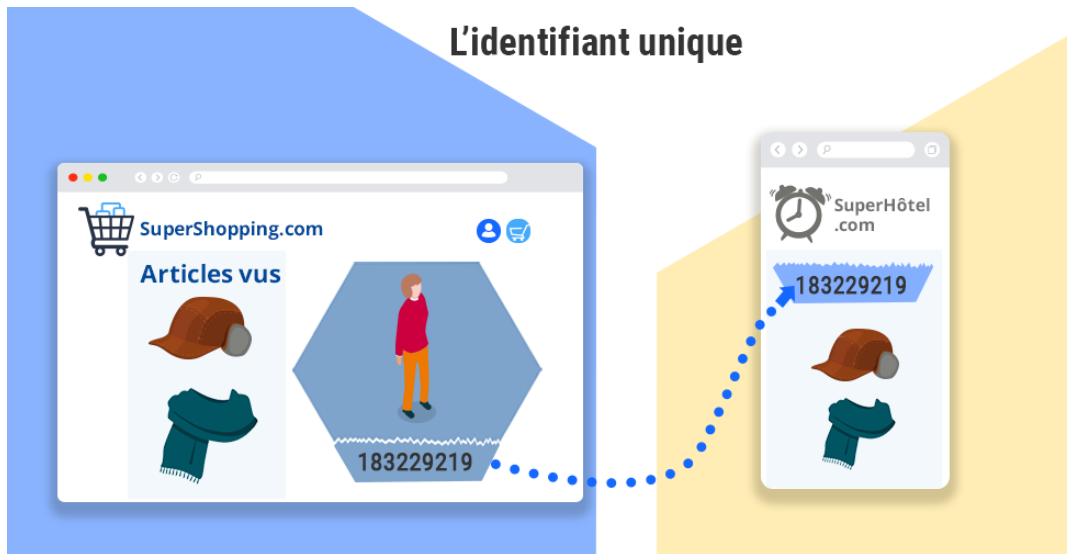 L’identifiant unique
SuperShopping.com
Articles vus
183229219
SuperHôtel
.com
183229219